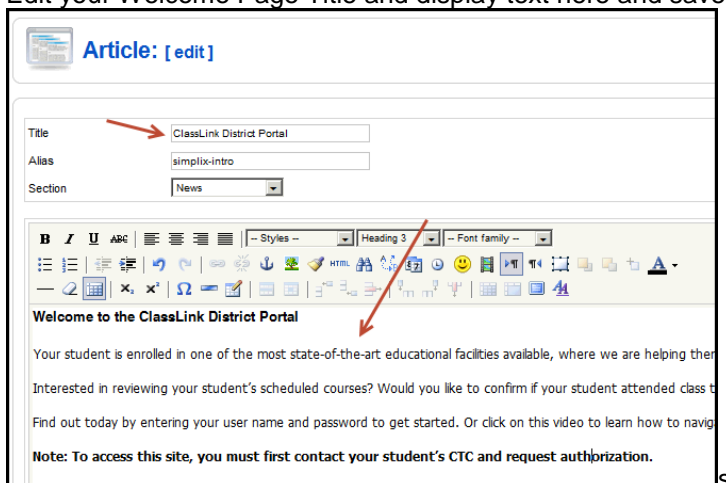 Edit your Welcome Page Title and display text here and save
Article: [ edit ]
Title ClassLink District Portal
Alias simplix-intro
Section News
B I U ABC -- Styles -- Heading 3 -- Font family --
HTML
Welcome to the ClassLink District Portal
Your student is enrolled in one of the most state-of-the-art educational facilities available, where we are helping
Interested in reviewing your student's scheduled courses? Would you like to confirm if your student attended class
Find out today by entering your user name and password to get started. Or click on this video to learn how to
Note: To access this site, you must first contact your student's CTC and request authorization.